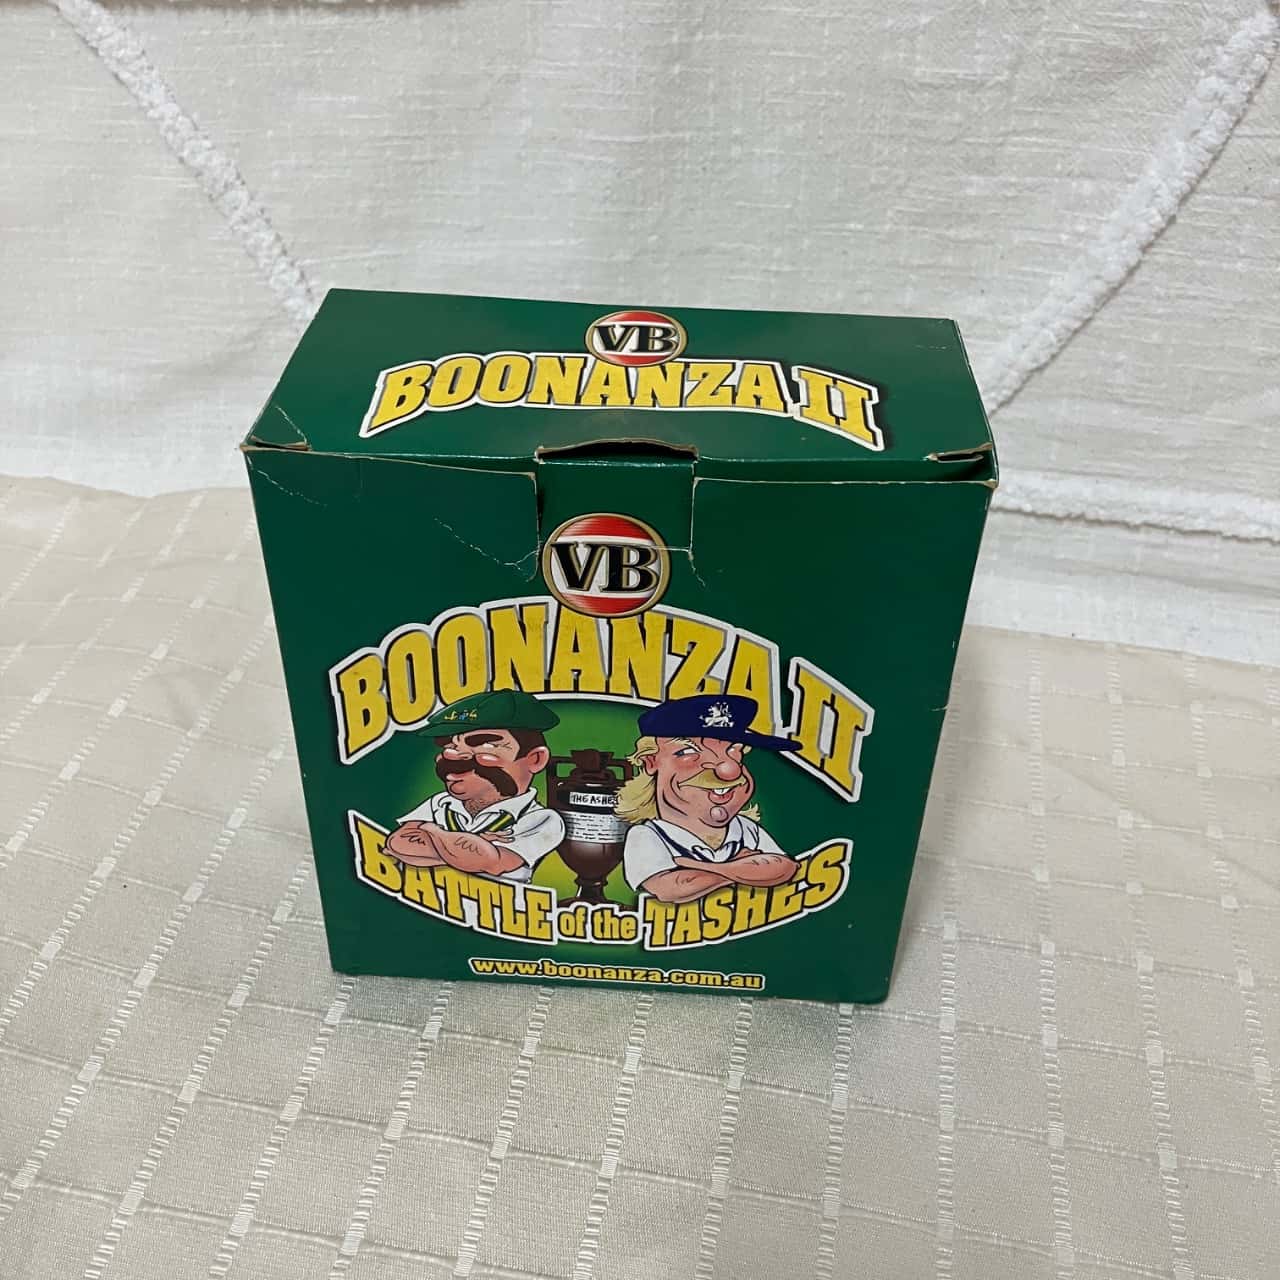 VB
BOONANZA II
VB
BOONANZA II
THE ASHES
BATTLE of the TASHES
www.boonanza.com.au